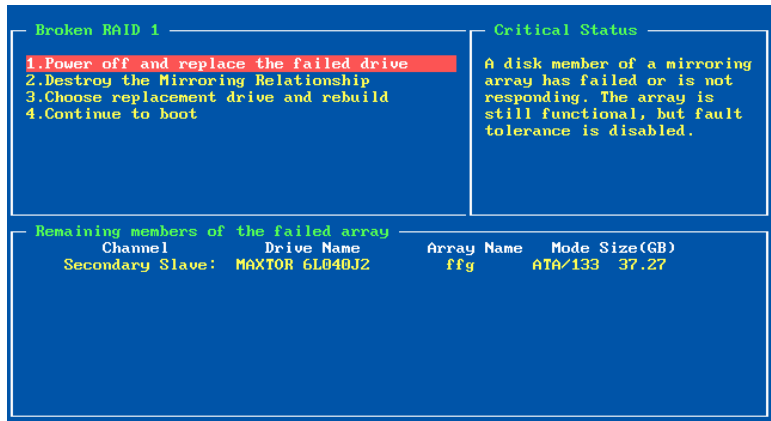 Broken RAID 1
1.Power off and replace the failed drive
2.Destroy the Mirroring Relationship
3.Choose replacement drive and rebuild
4.Continue to boot
Critical Status
A disk member of a mirroring
array has failed or is not
responding. The array is
still functional, but fault
tolerance is disabled.
Remaining members of the failed array
Channel Drive Name Array Name Mode Size(GB)
Secondary Slave: MAXTOR 6L040J2 ffg ATA/133 37.27